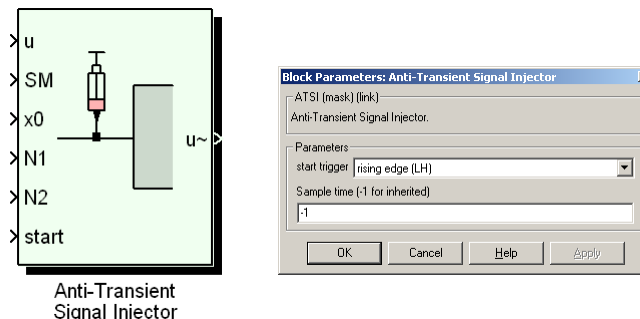 u
SM
x0
N1
N2
start
u~
Anti-Transient
Signal Injector
Block Parameters: Anti-Transient Signal Injector
ATSI (mask) (link)
Anti-Transient Signal Injector.
Parameters
start trigger rising edge (LH)
Sample time (-1 for inherited)
-1
OK Cancel Help Apply